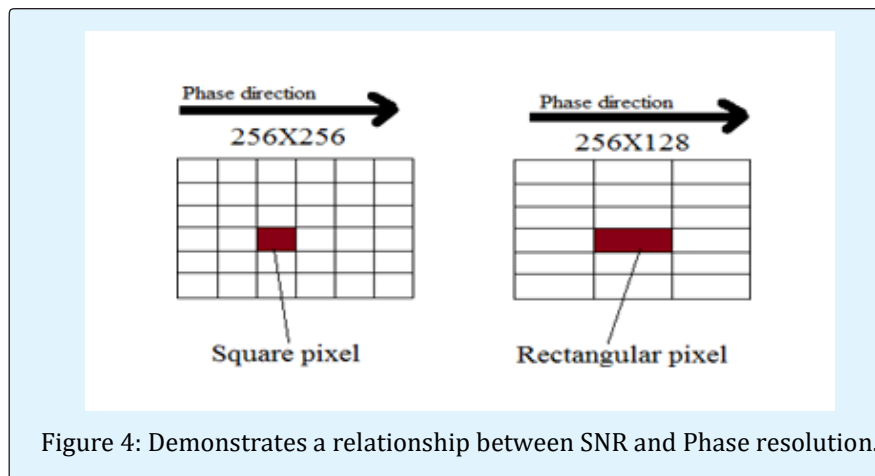 Phase direction
256X256
Square pixel
Phase direction
256X128
Rectangular pixel
Figure 4: Demonstrates a relationship between SNR and Phase resolution.